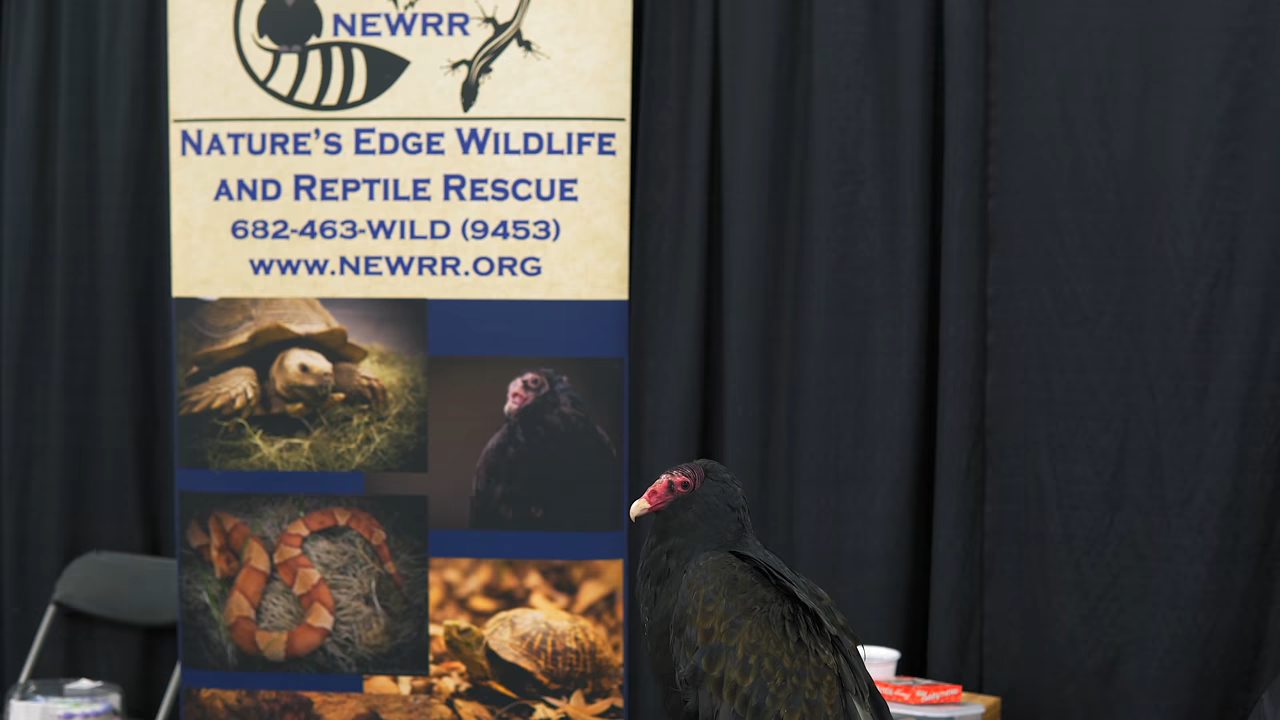 NEWRR
NATURE'S EDGE WILDLIFE
AND REPTILE RESCUE
682-463-WILD (9453)
WWW.NEWRR.ORG